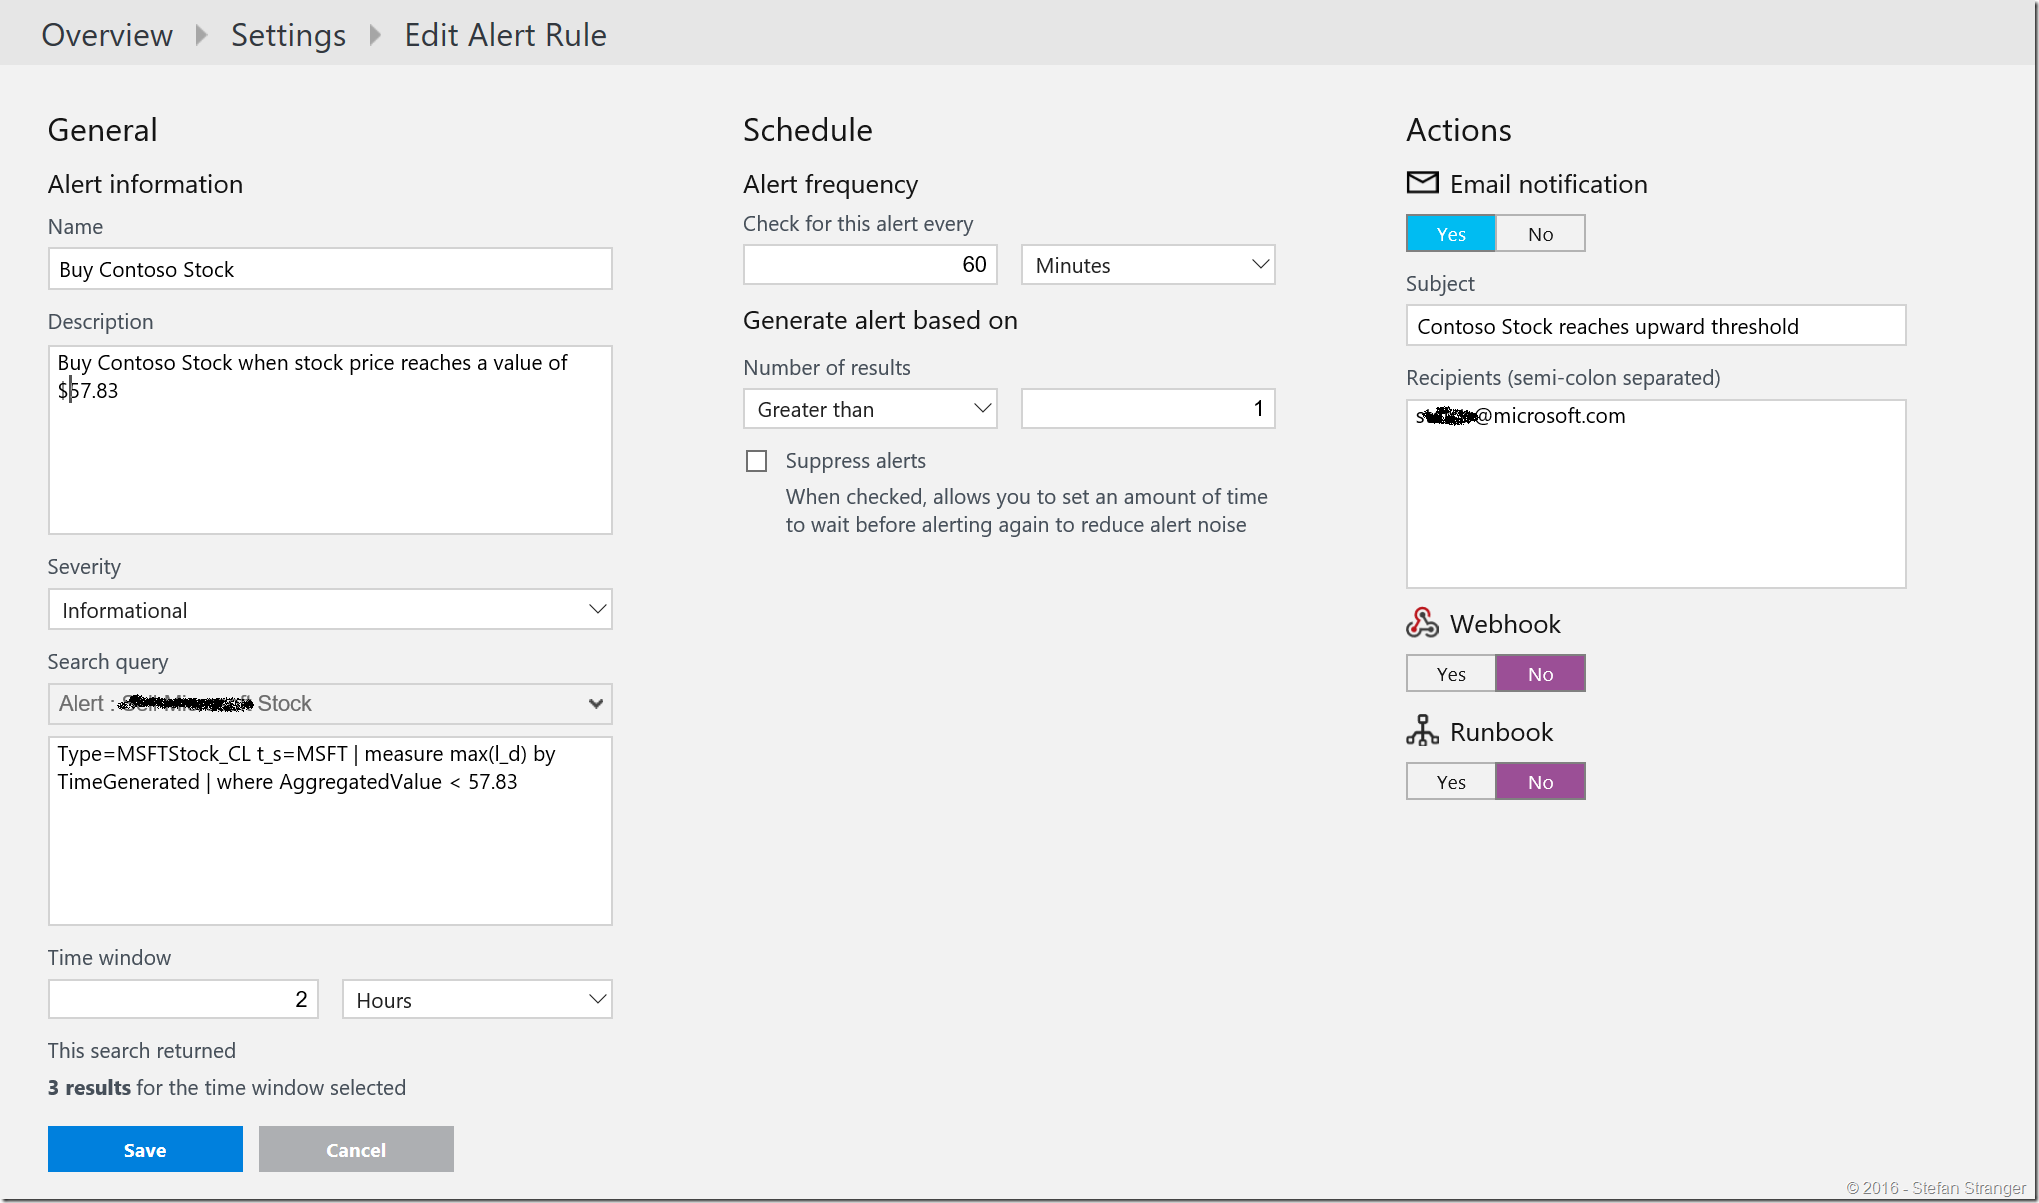 Overview Settings Edit Alert Rule
General
Alert information
Name
Buy Contoso Stock
Description
Buy Contoso Stock when stock price reaches a value of
$57.83
Severity
Informational
Search query
Alert : Stock
Type=MSFTStock_CL t_s=MSFT | measure max(l_d) by
TimeGenerated | where AggregatedValue < 57.83
Time window
2 Hours
This search returned
3 results for the time window selected
Save Cancel
Schedule
Alert frequency
Check for this alert every
60 Minutes
Generate alert based on
Number of results
Greater than 1
Suppress alerts
When checked, allows you to set an amount of time
to wait before alerting again to reduce alert noise
Actions
Email notification
Yes No
Subject
Contoso Stock reaches upward threshold
Recipients (semi-colon separated)
@microsoft.com
Webhook
Yes No
Runbook
Yes No
© 2016 - Stefan Stranger